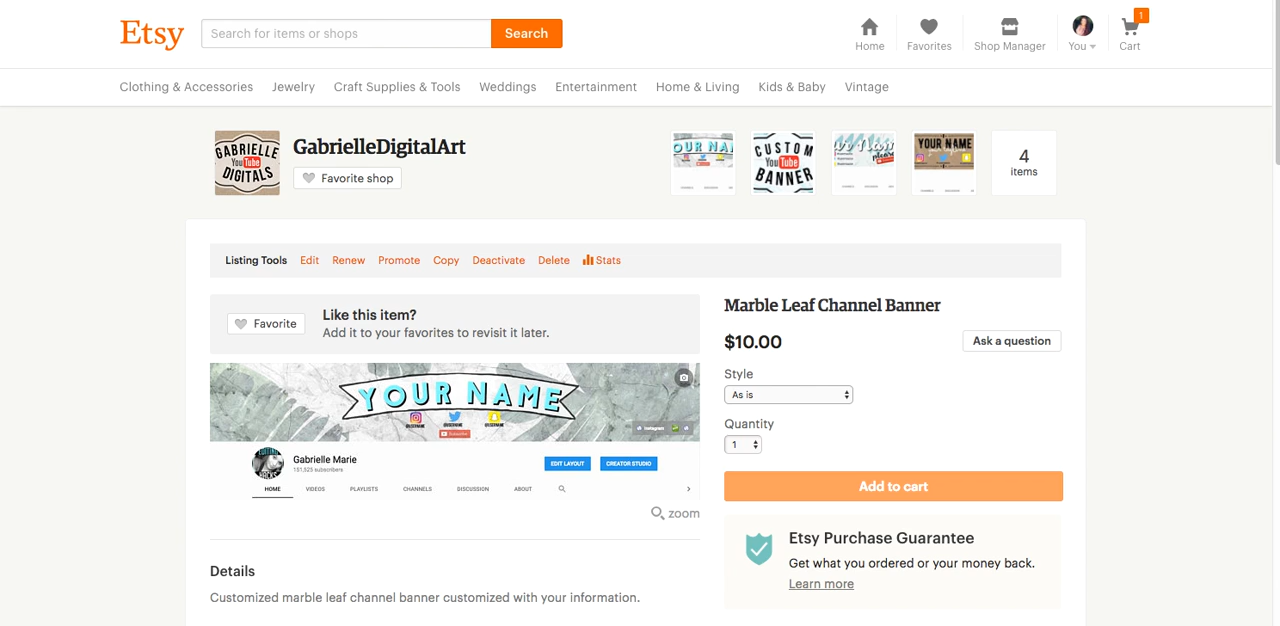 Etsy
Search for items or shops
Search
Home
Favorites
Shop Manager
You
1
Cart
Clothing & Accessories Jewelry Craft Supplies & Tools Weddings Entertainment Home & Living Kids & Baby Vintage
GABRIELLE
YouTube
DIGITALS
GabrielleDigitalArt
Favorite shop
CUSTOM
YouTube
BANNER
YOUR NAME
4
items
Listing Tools Edit Renew Promote Copy Deactivate Delete Stats
Favorite
Like this item?
Add it to your favorites to revisit it later.
YOUR NAME
@USERNAME @USERNAME @USERNAME
Subscribe
Instagram
Gabrielle Marie
151,525 subscribers
EDIT LAYOUT
CREATOR STUDIO
HOME VIDEOS PLAYLISTS CHANNELS DISCUSSION ABOUT
zoom
Details
Customized marble leaf channel banner customized with your information.
Marble Leaf Channel Banner
$10.00
Ask a question
Style
As is
Quantity
1
Add to cart
Etsy Purchase Guarantee
Get what you ordered or your money back.
Learn more